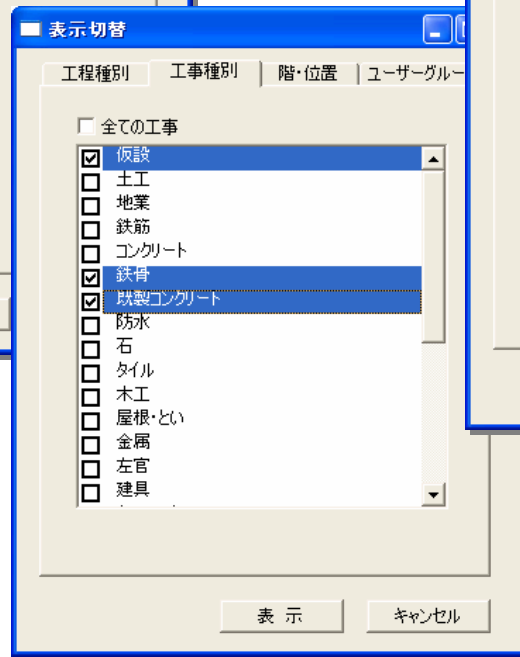 表示切替
工程種別 工事種別 階・位置 ユーザーグルー
全ての工事
仮設
土工
地業
鉄筋
コンクリート
鉄骨
既製コンクリート
防水
石
タイル
木工
屋根・とい
金属
左官
建具
表 示 キャンセル